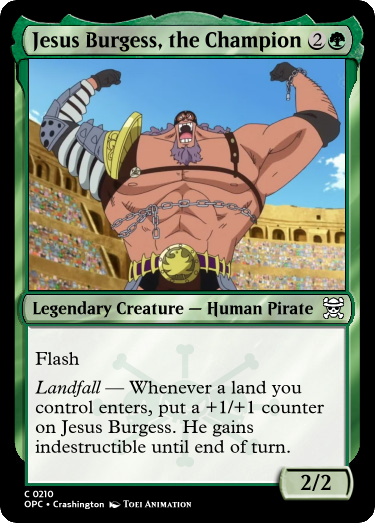 Jesus Burgess, the Champion 2
Legendary Creature — Human Pirate
Flash
Landfall — Whenever a land you
control enters, put a +1/+1 counter
on Jesus Burgess. He gains
indestructible until end of turn.
2/2
C 0210
OPC • Crashington Toei Animation